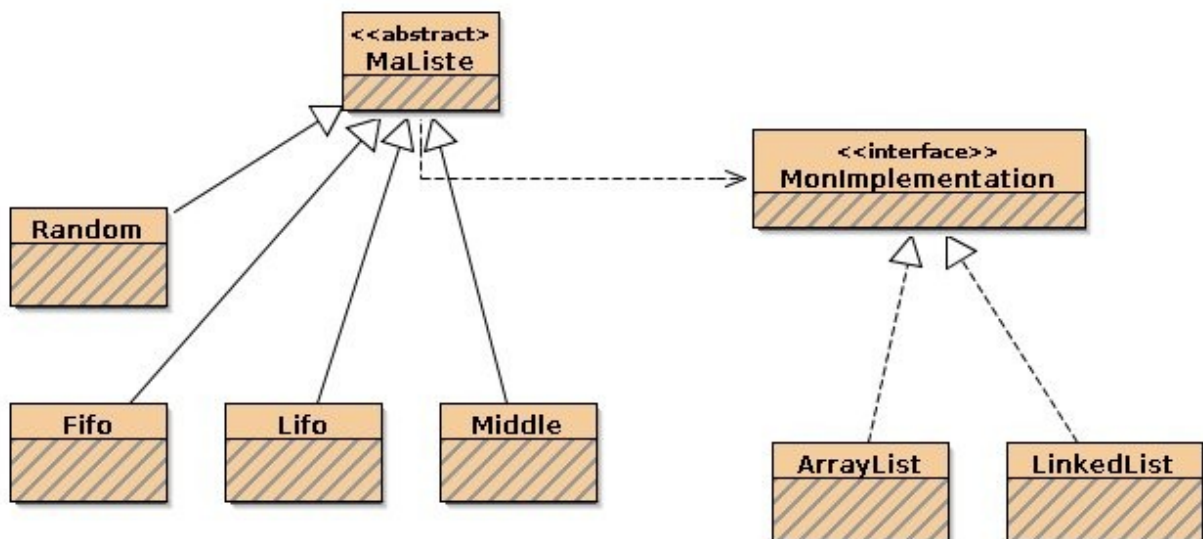 <<abstract>
MaListe
<<interface>>
MonImplementation
Random
Fifo
Lifo
Middle
ArrayList
LinkedList